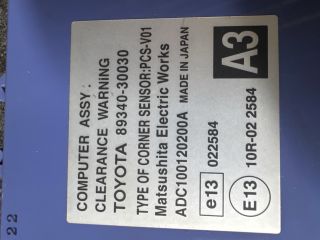 COMPUTER ASSY:
CLEARANCE WARNING
TOYOTA 89340-30030
TYPE OF CORNER SENSOR:PCS-V01
Matsushita Electric Works
ADC100120200A MADE IN JAPAN
A3
e13 022584
E13 10R-02 2584
22